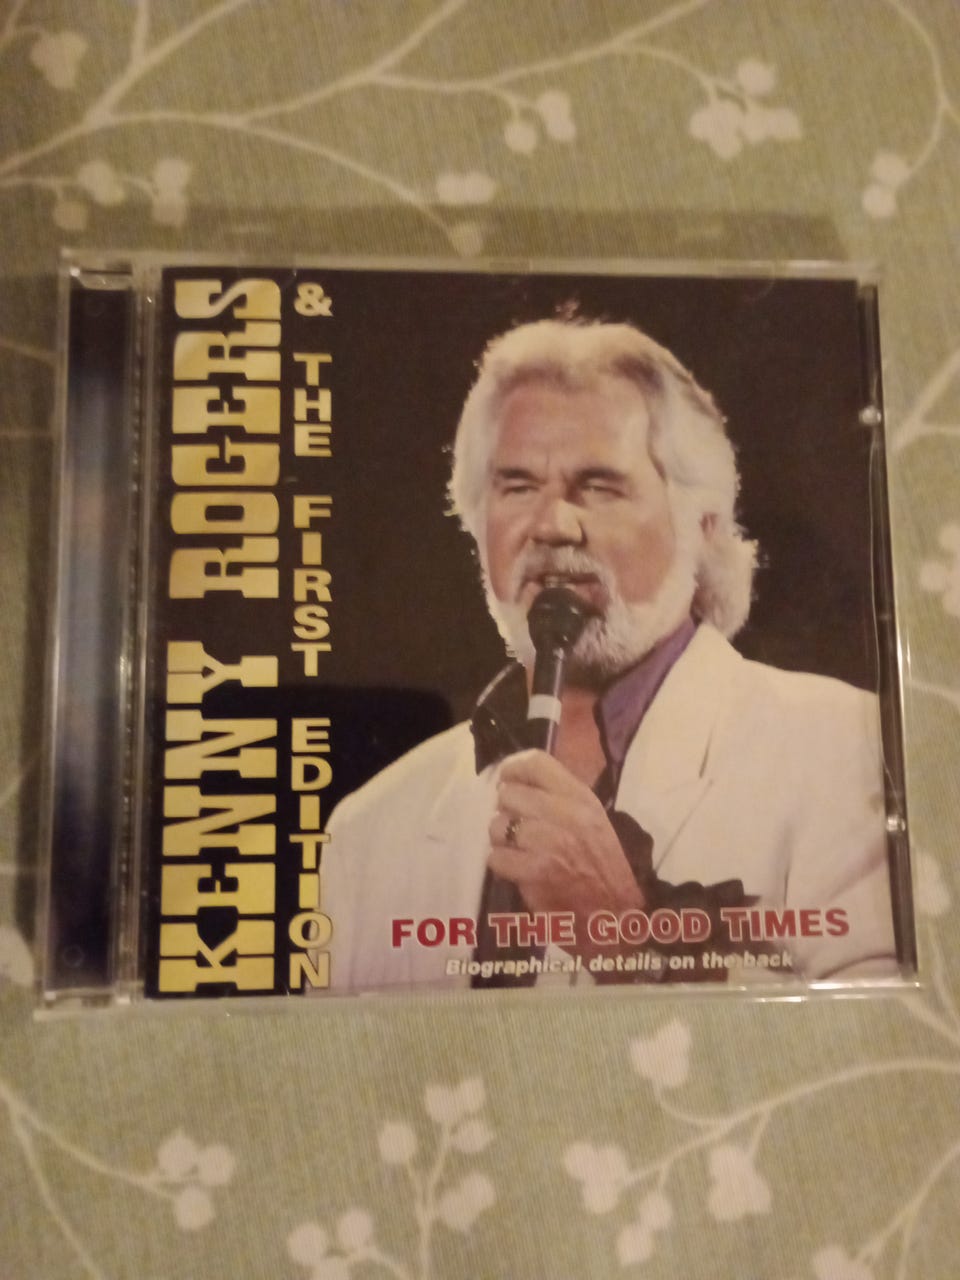 KENNY ROGERS
& THE FIRST EDITION
FOR THE GOOD TIMES
Biographical details on the back